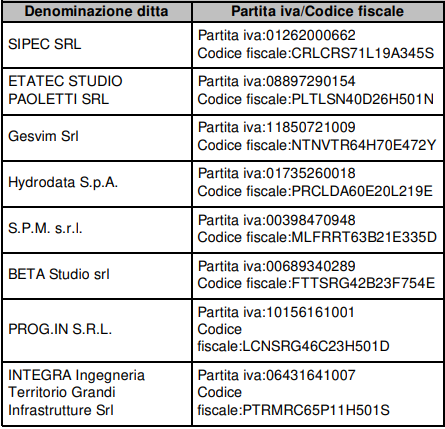 Denominazione ditta Partita iva/Codice fiscale
SIPEC SRL
Partita iva:01262000662
Codice fiscale:CRLCRS71L19A345S
ETATEC STUDIO
PAOLETTI SRL
Partita iva:08897290154
Codice fiscale:PLTLSN40D26H501N
Gesvim Srl
Partita iva:11850721009
Codice fiscale:NTNVTR64H70E472Y
Hydrodata S.p.A.
Partita iva:01735260018
Codice fiscale:PRCLDA60E20L219E
S.P.M. s.r.l.
Partita iva:00398470948
Codice fiscale:MLFRRT63B21E335D
BETA Studio srl
Partita iva:00689340289
Codice fiscale:FTTSRG42B23F754E
PROG.IN S.R.L.
Partita iva:10156161001
Codice
fiscale:LCNSRG46C23H501D
INTEGRA Ingegneria
Territorio Grandi
Infrastrutture Srl
Partita iva:06431641007
Codice
fiscale:PTRMRC65P11H501S